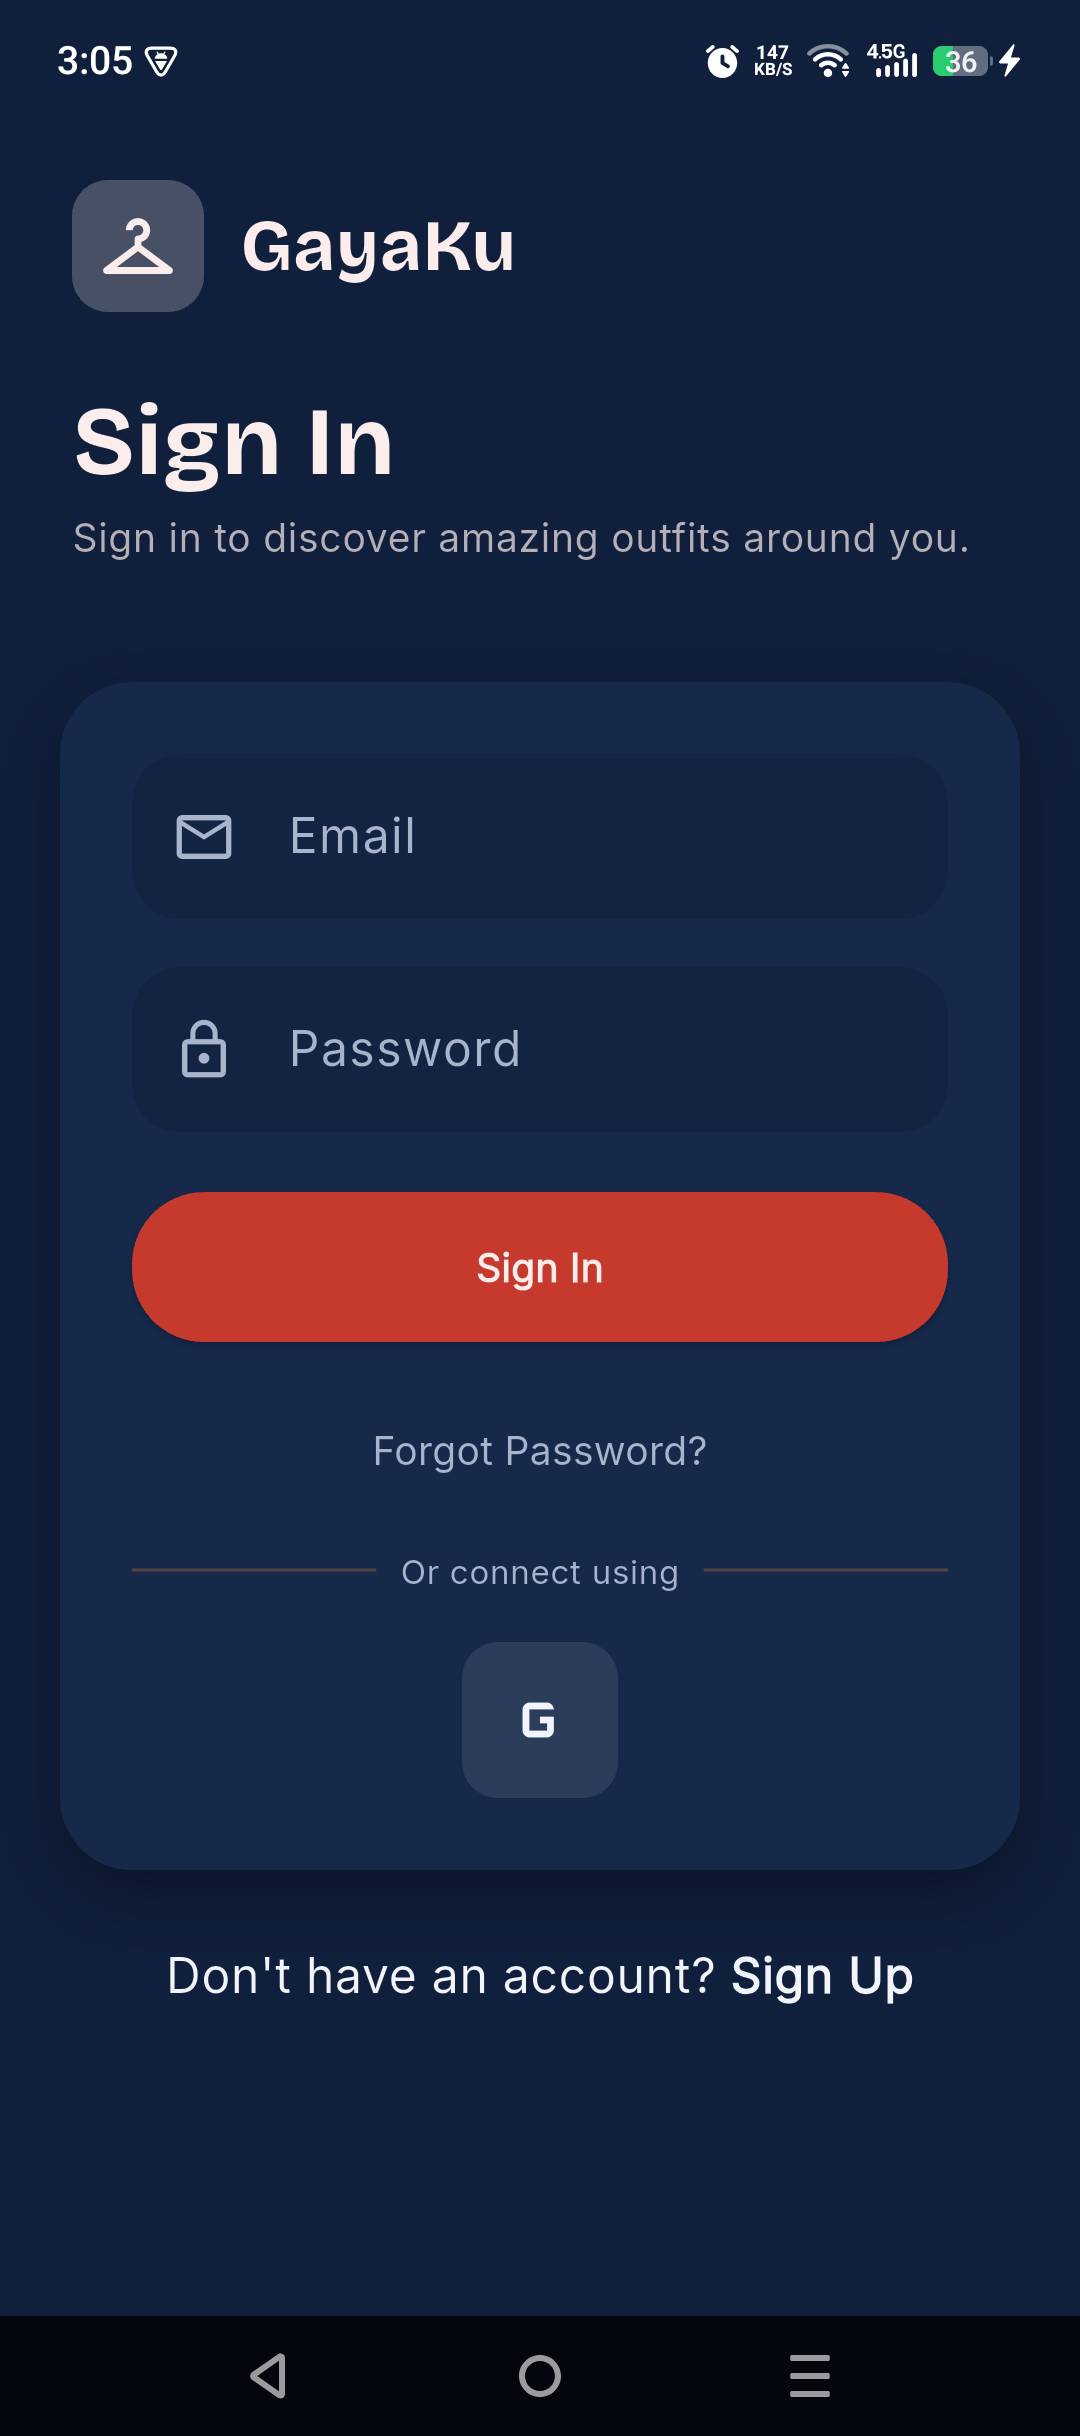 3:05
147
KB/S
4.5G
36
GayaKu
Sign In
Sign in to discover amazing outfits around you.
Email
Password
Sign In
Forgot Password?
Or connect using
G
Don't have an account? Sign Up